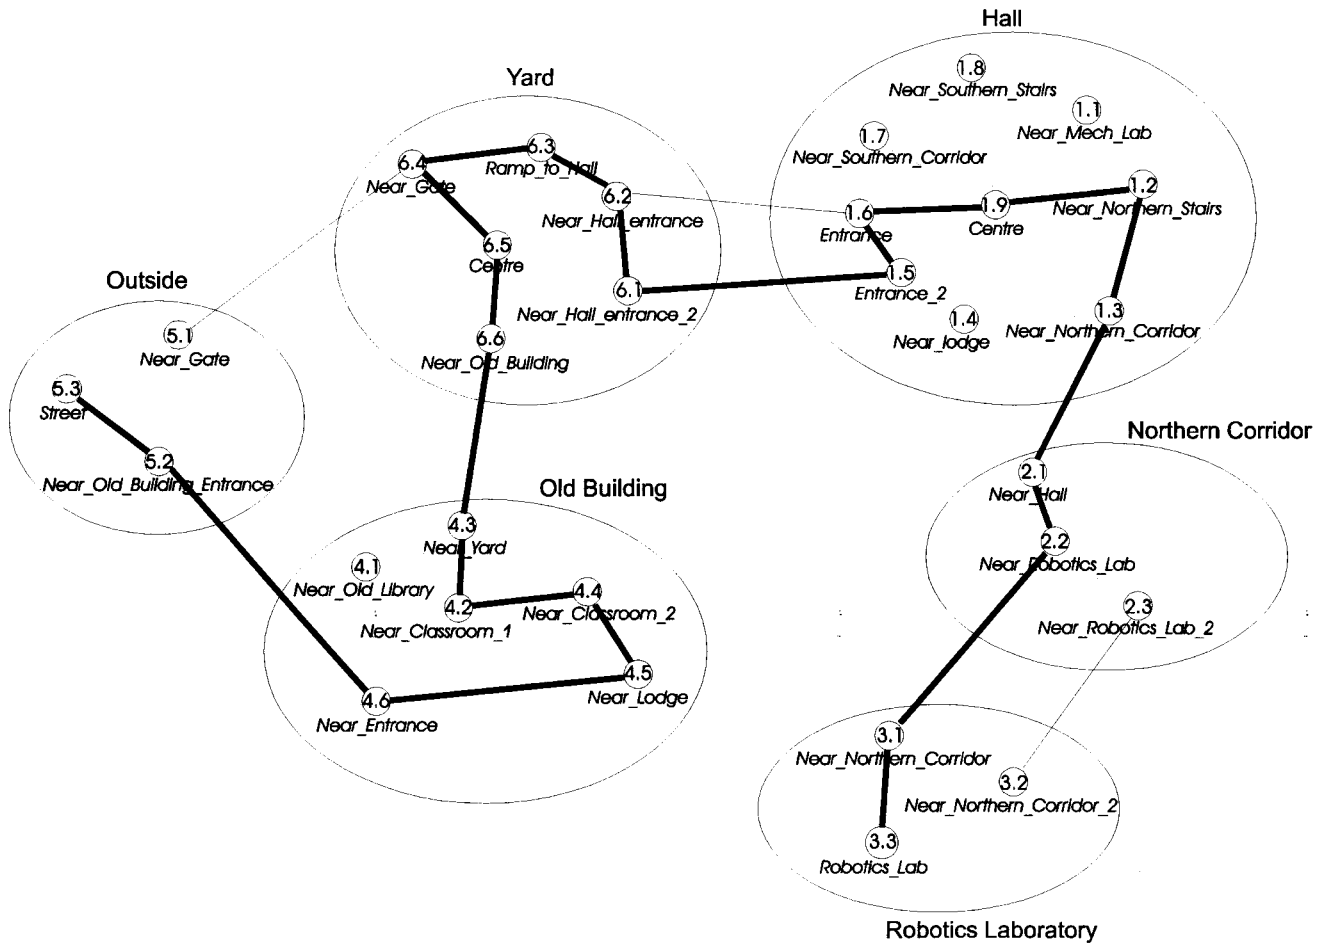 Hall
1.8
Near_Southern_Stairs
1.1
Near_Mech_Lab
1.7
Near_Southern_Corridor
1.2
Near_Northern_Stairs
1.9
Centre
1.6
Entrance
1.5
Entrance_2
1.4
Near_lodge
1.3
Near_Northern_Corridor
Yard
6.3
Ramp_to_Hall
6.4
Near_Gate
6.2
Near_Hall_entrance
6.5
Centre
6.1
Near_Hall_entrance_2
6.6
Near_Old_Building
Outside
5.1
Near_Gate
5.3
Street
5.2
Near_Old_Building_Entrance
Old Building
4.3
Near_Yard
4.1
Near_Old_Library
4.2
Near_Classroom_1
4.4
Near_Classroom_2
4.5
Near_Lodge
4.6
Near_Entrance
Northern Corridor
2.1
Near_Hall
2.2
Near_Robotics_Lab
2.3
Near_Robotics_Lab_2
3.1
Near_Northern_Corridor
3.2
Near_Northern_Corridor_2
3.3
Robotics_Lab
Robotics Laboratory